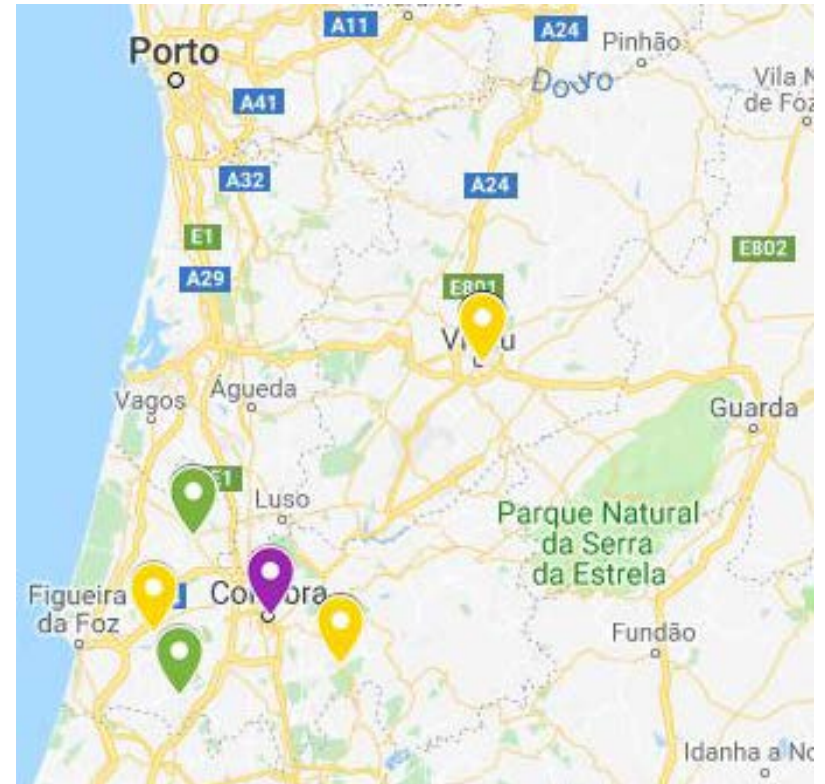 A11
A24
Porto
Pinhão
Douro
Vila N
de Foz
A41
A32
A24
E1
E802
A29
E801
Vagos
Águeda
Guarda
Luso
Parque Natural
da Serra
da Estrela
Figueira
da Foz
Fundão
Idanha a No